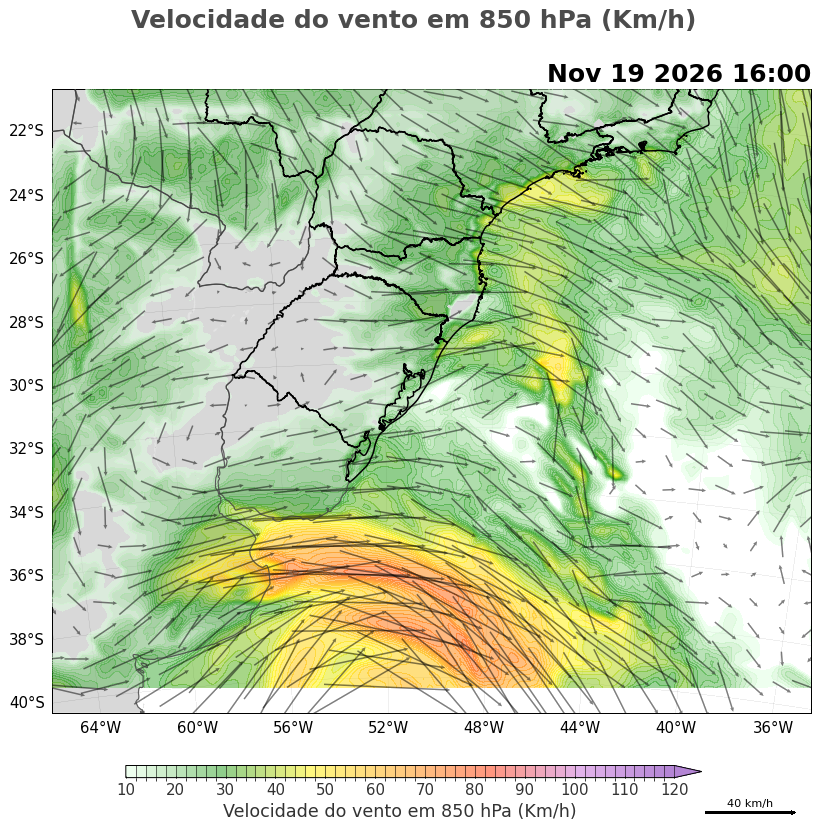 Velocidade do vento em 850 hPa (Km/h)
Nov 19 2026 16:00
22°S
24°S
26°S
28°S
30°S
32°S
34°S
36°S
38°S
40°S
64°W 60°W 56°W 52°W 48°W 44°W 40°W 36°W
10 20 30 40 50 60 70 80 90 100 110 120
Velocidade do vento em 850 hPa (Km/h)
40 km/h